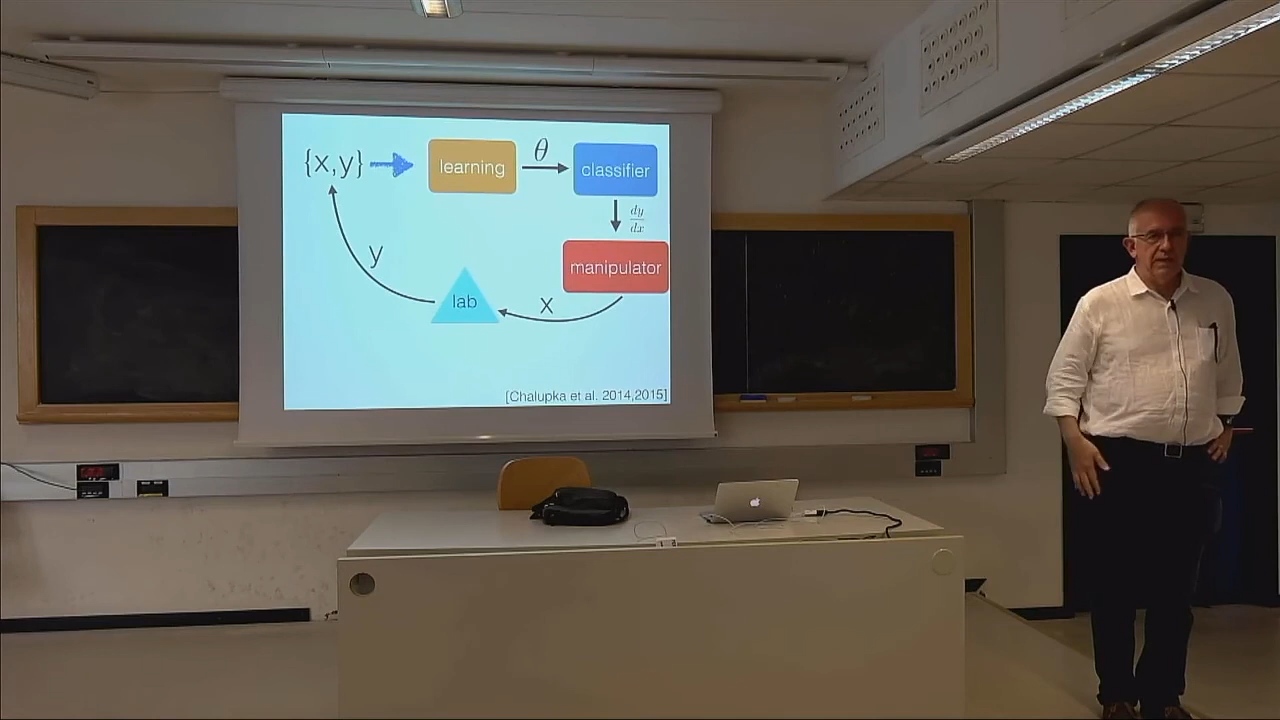 {x,y}
learning
θ
classifier
dy
dx
manipulator
y
lab
x
[Chalupka et al. 2014,2015]